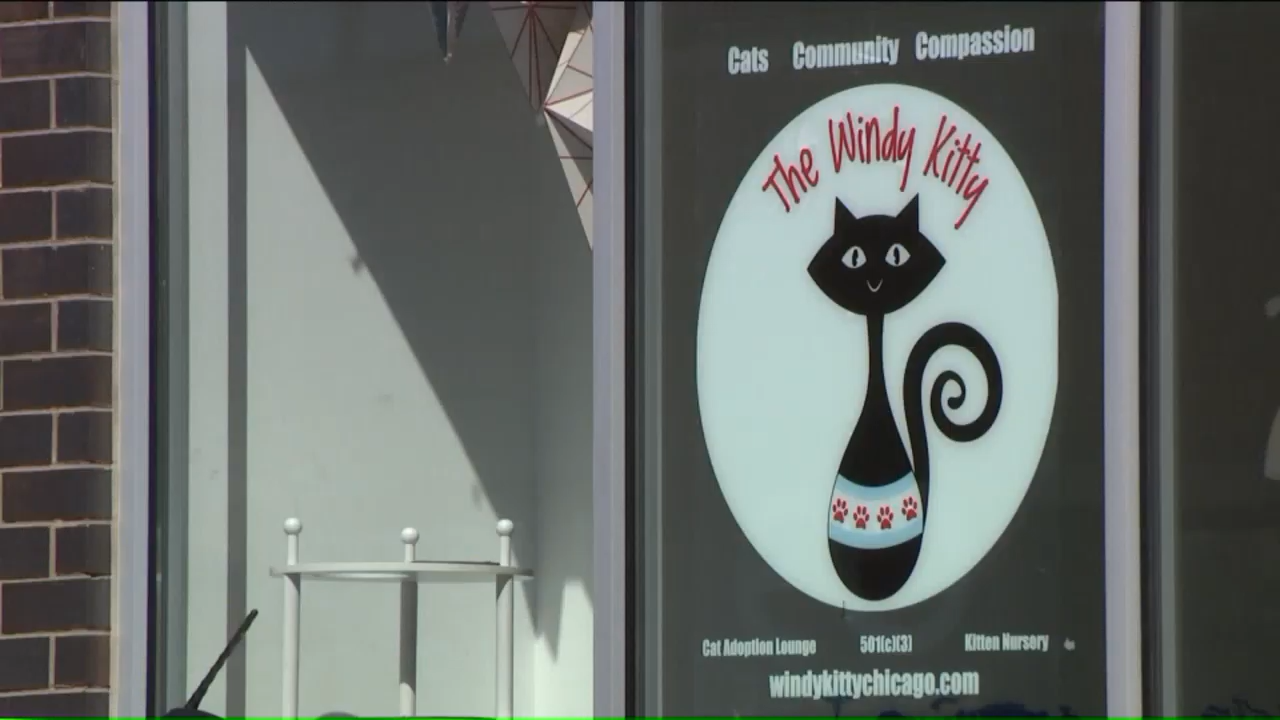 Cats Community Compassion
The Windy Kitty
Cat Adoption Lounge 501(c)(3) Kitten Nursery
windykittychicago.com